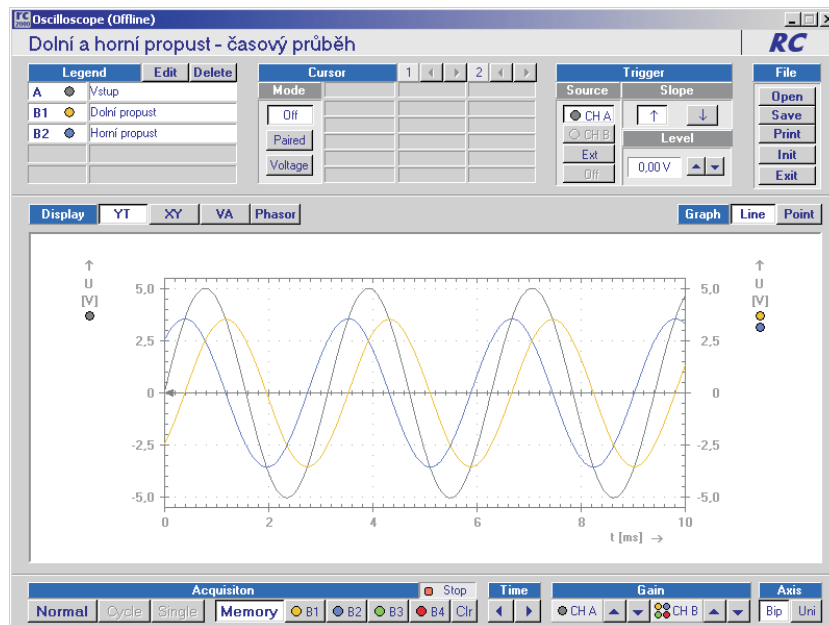 rc 2000 Oscilloscope (Offline)
Dolní a horní propust - časový průběh
RC
Legend Edit Delete
A Vstup
B1 Dolní propust
B2 Horní propust
Cursor 1 2
Mode
Off
Paired
Voltage
Trigger
Source Slope
CH A ↑ ↓
CH B
Level
Ext
0,00 V
Off
File
Open
Save
Print
Init
Exit
Display YT XY VA Phasor
Graph Line Point
↑
U
[V]
5,0
2,5
0
-2,5
-5,0
↑
U
[V]
5,0
2,5
0
-2,5
-5,0
0 2 4 6 8 10
t [ms] →
Acquisiton Stop
Normal Cycle Single Memory B1 B2 B3 B4 Clr
Time
Gain
CH A CH B
Axis
Bip Uni